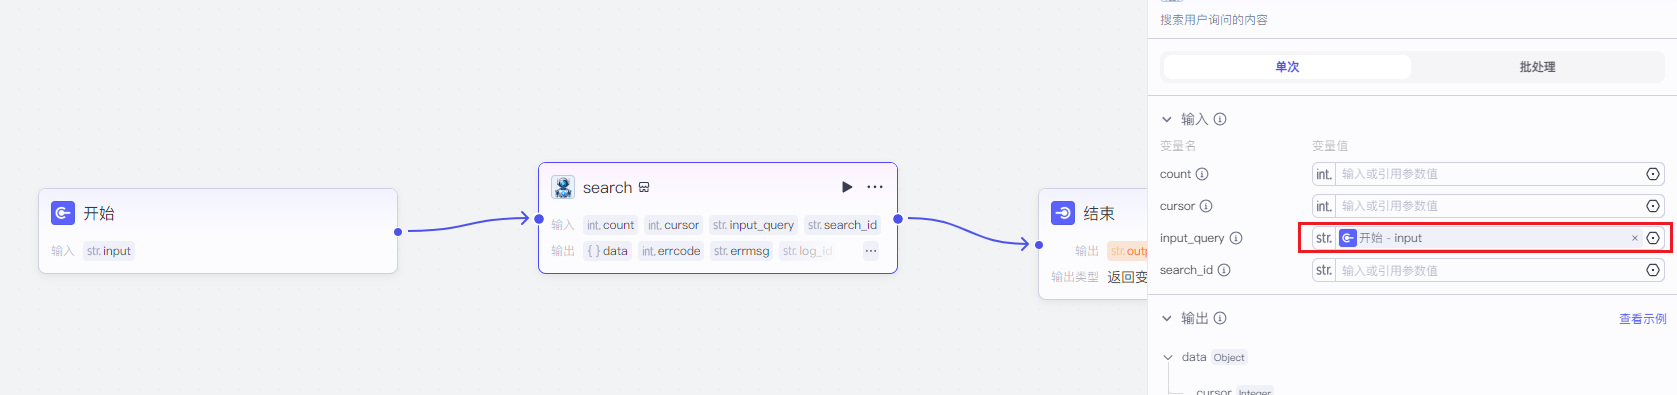 开始
输入 str. input
search
输入 int. count int. cursor str. input_query str. search_id
输出 { } data int. errcode str. errmsg str. log_id ...
结束
输出 str. outp
输出类型 返回变
搜索用户询问的内容
单次 批处理
输入
变量名 变量值
count int. 输入或引用参数值
cursor int. 输入或引用参数值
input_query str. 开始 - input ×
search_id str. 输入或引用参数值
输出 查看示例
data Object
cursor Integer